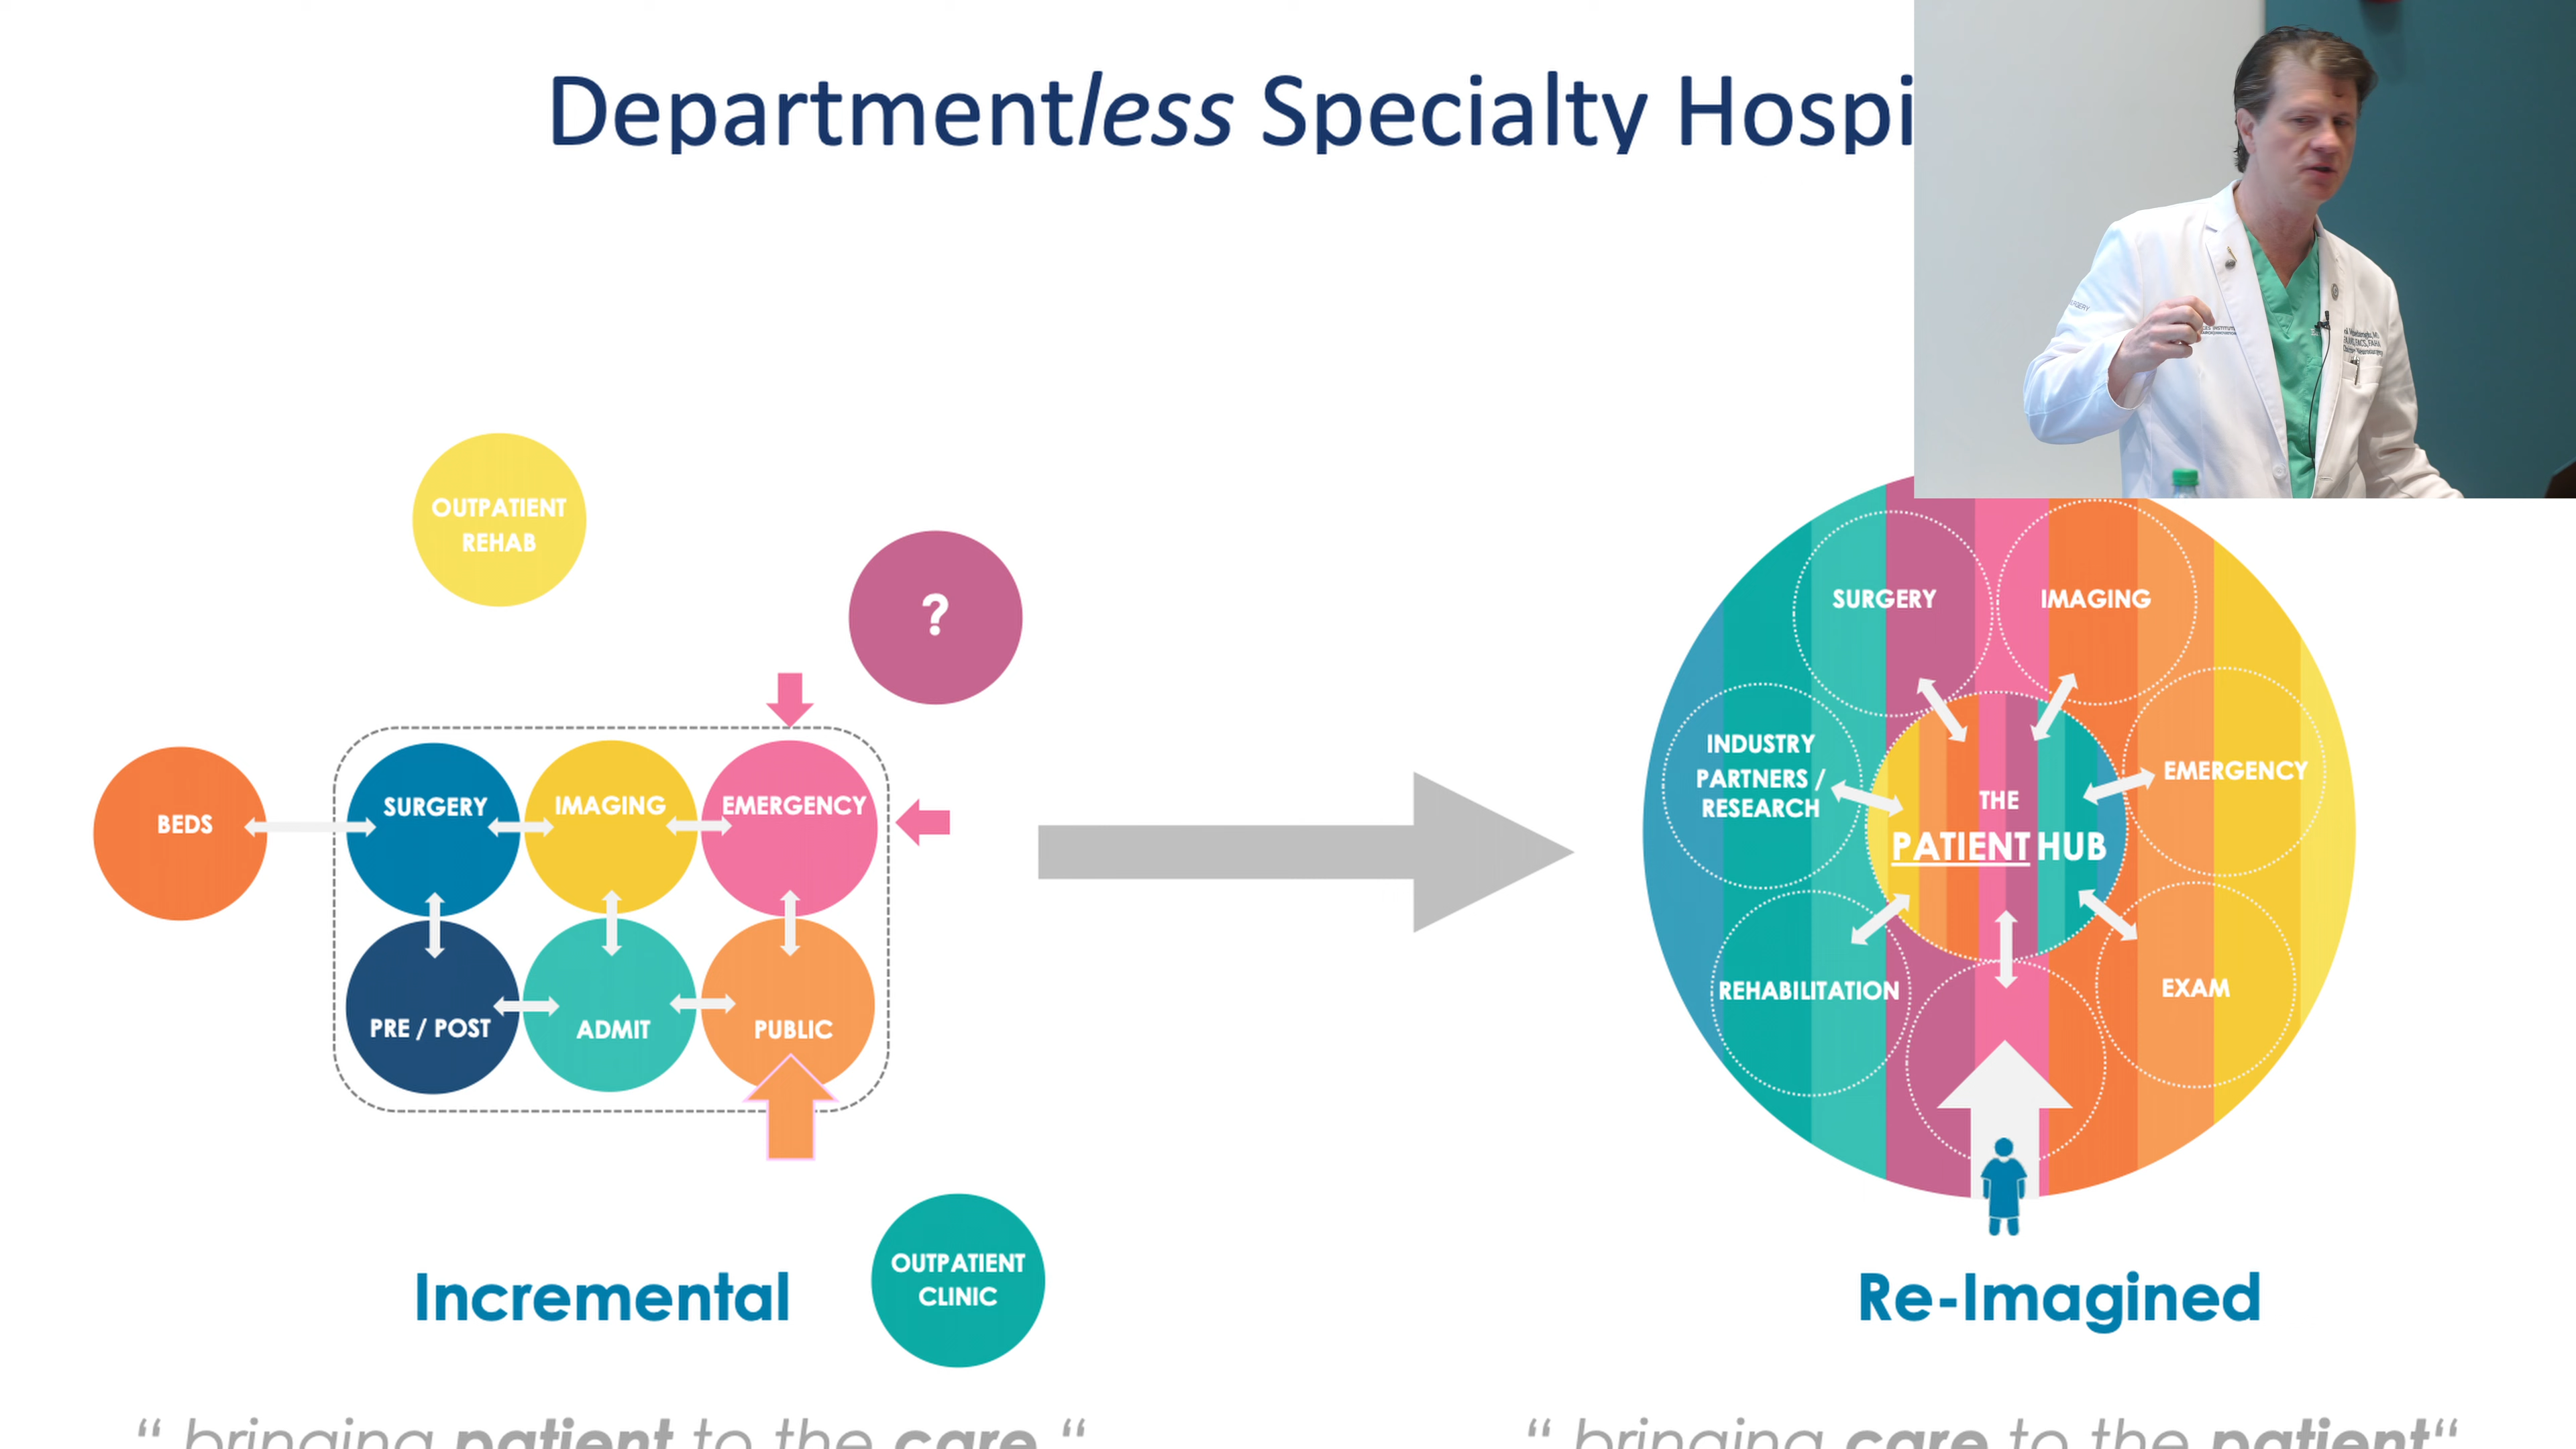 Departmentless Specialty Hospi
OUTPATIENT
REHAB
?
BEDS
SURGERY
IMAGING
EMERGENCY
PRE / POST
ADMIT
PUBLIC
OUTPATIENT
CLINIC
Incremental
“ bringing patient to the care “
SURGERY
IMAGING
INDUSTRY
PARTNERS /
RESEARCH
EMERGENCY
THE
PATIENT HUB
REHABILITATION
EXAM
Re-Imagined
“ bringing care to the patient“